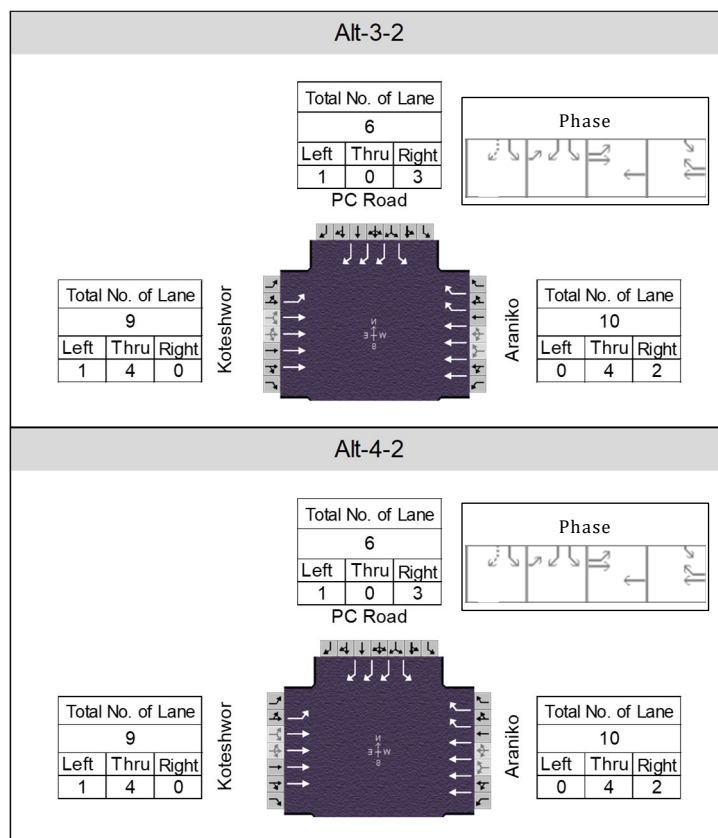 Alt-3-2
Total No. of Lane
6
Left Thru Right
1 0 3
PC Road
Phase
Total No. of Lane
9
Left Thru Right
1 4 0
Koteshwor
N
E W
S
Araniko
Total No. of Lane
10
Left Thru Right
0 4 2
Alt-4-2
Total No. of Lane
6
Left Thru Right
1 0 3
PC Road
Phase
Total No. of Lane
9
Left Thru Right
1 4 0
Koteshwor
N
E W
S
Araniko
Total No. of Lane
10
Left Thru Right
0 4 2